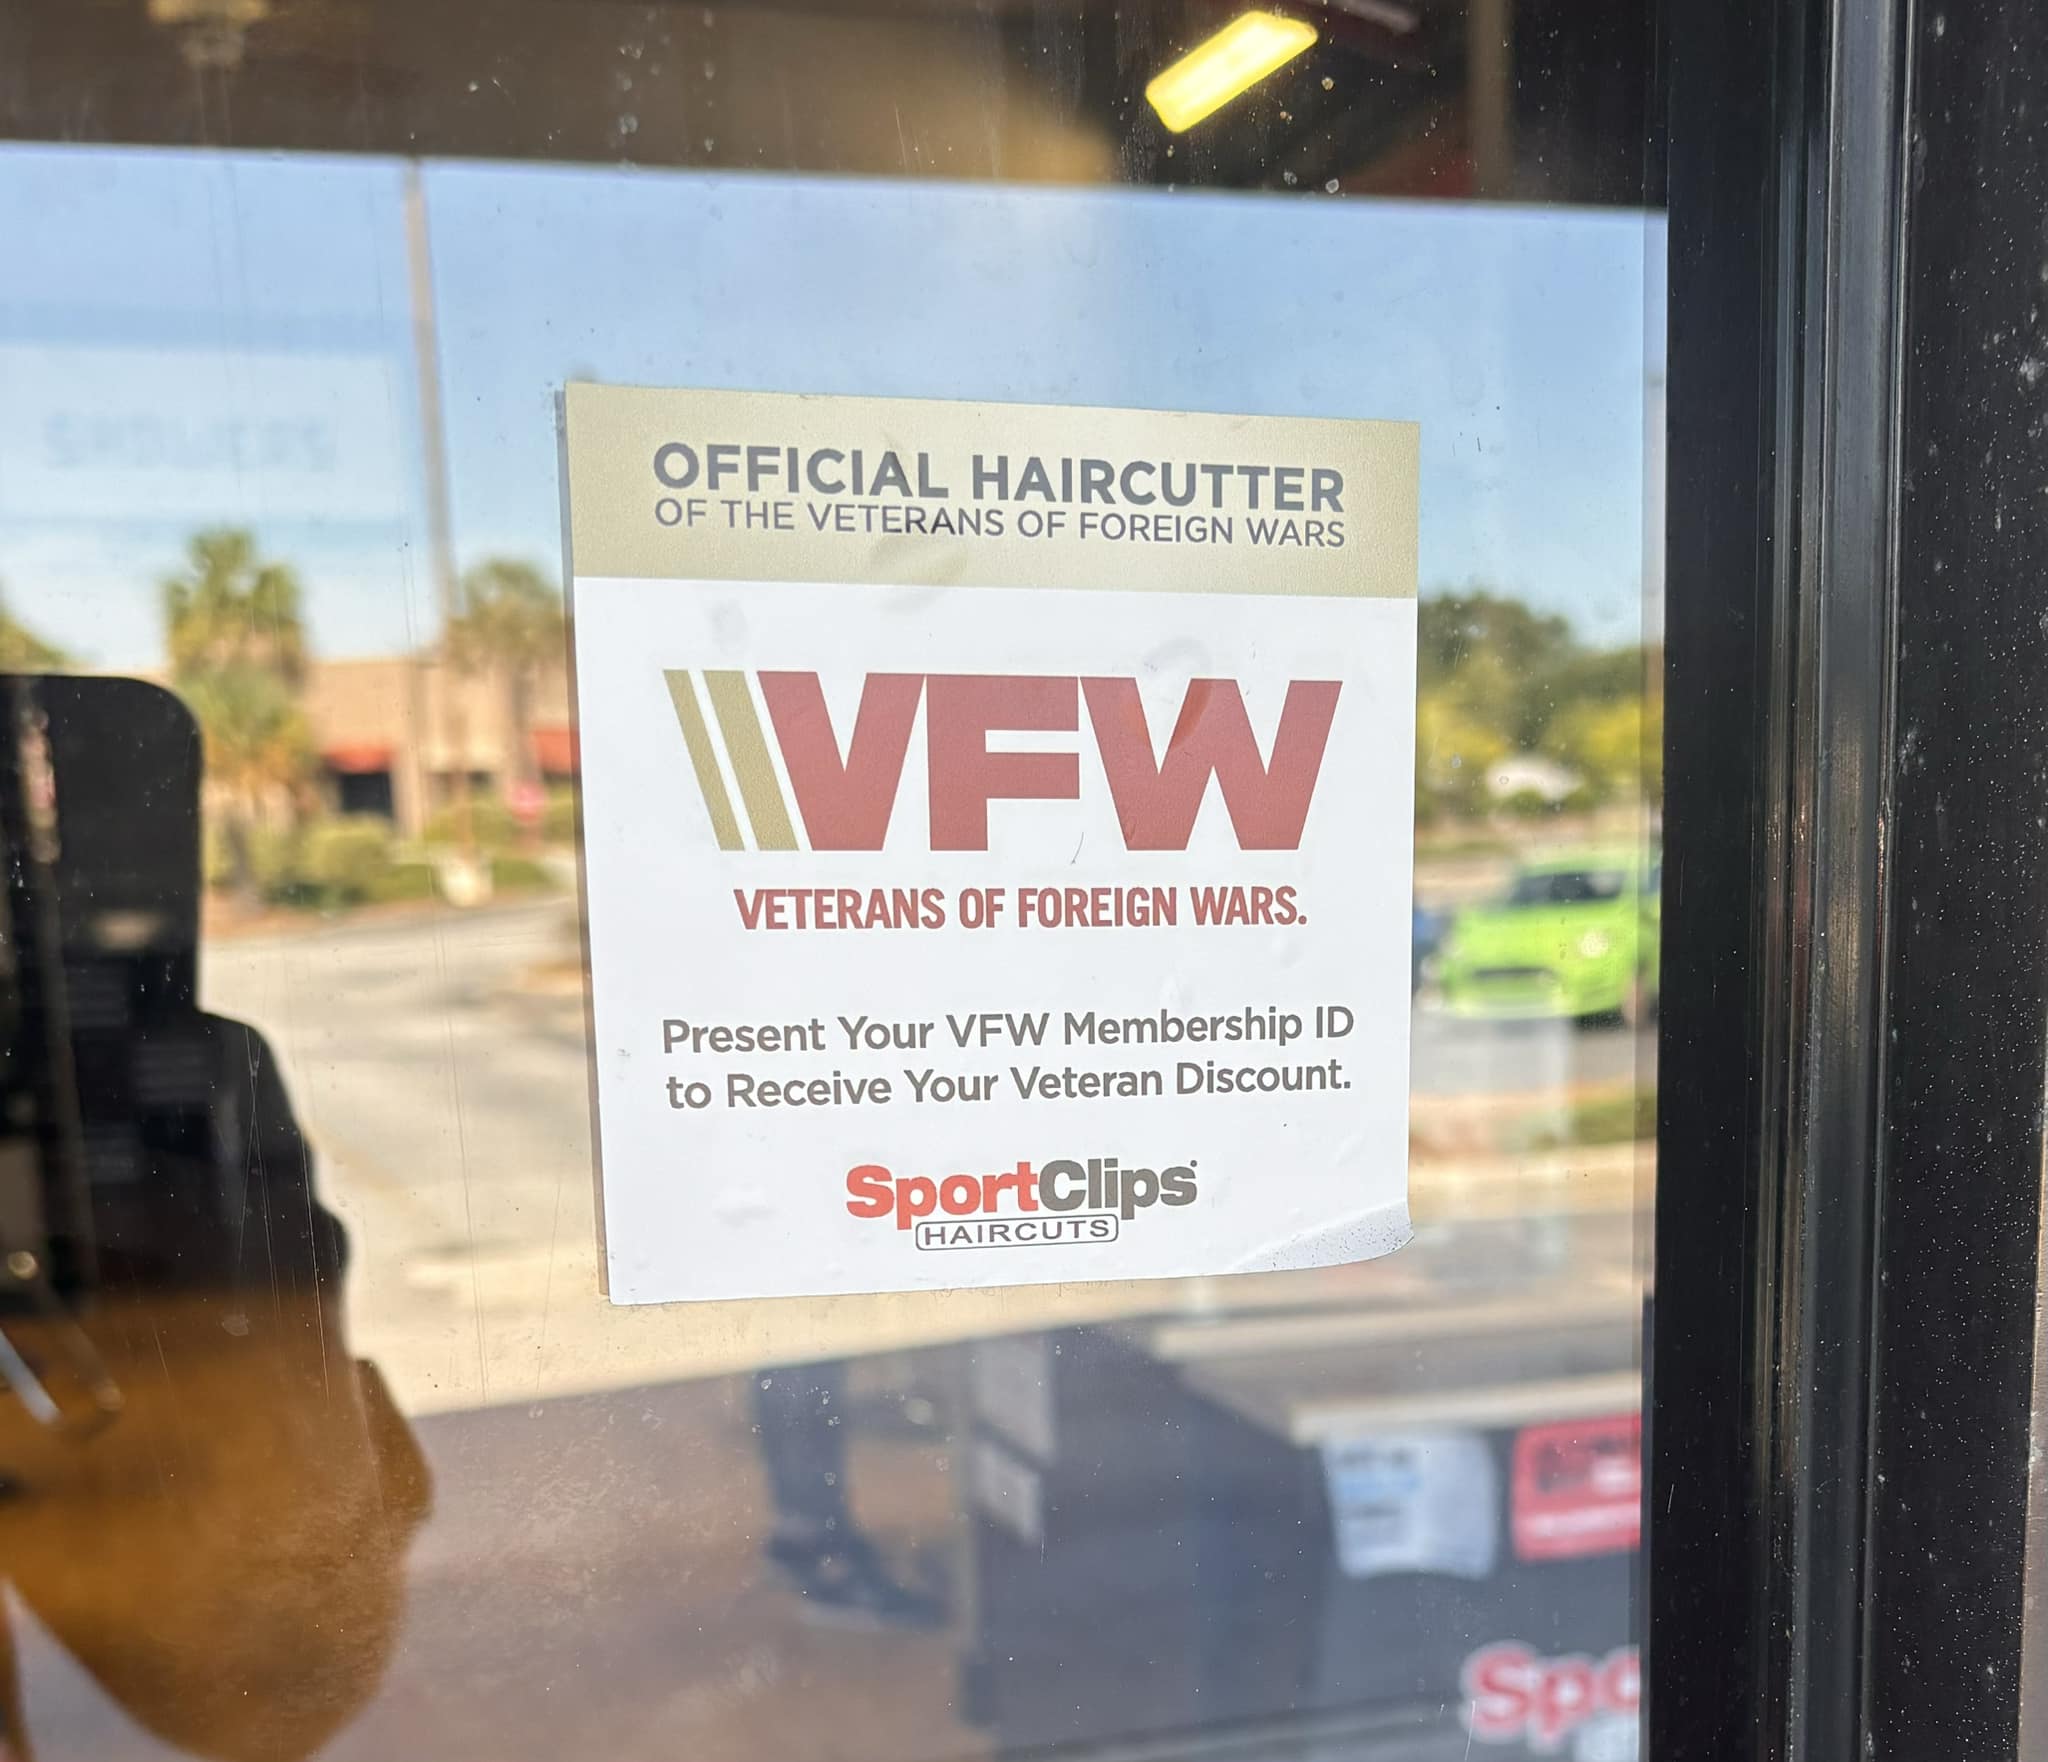 OFFICIAL HAIRCUTTER
OF THE VETERANS OF FOREIGN WARS
VFW
VETERANS OF FOREIGN WARS.
Present Your VFW Membership ID
to Receive Your Veteran Discount.
SportClips
HAIRCUTS